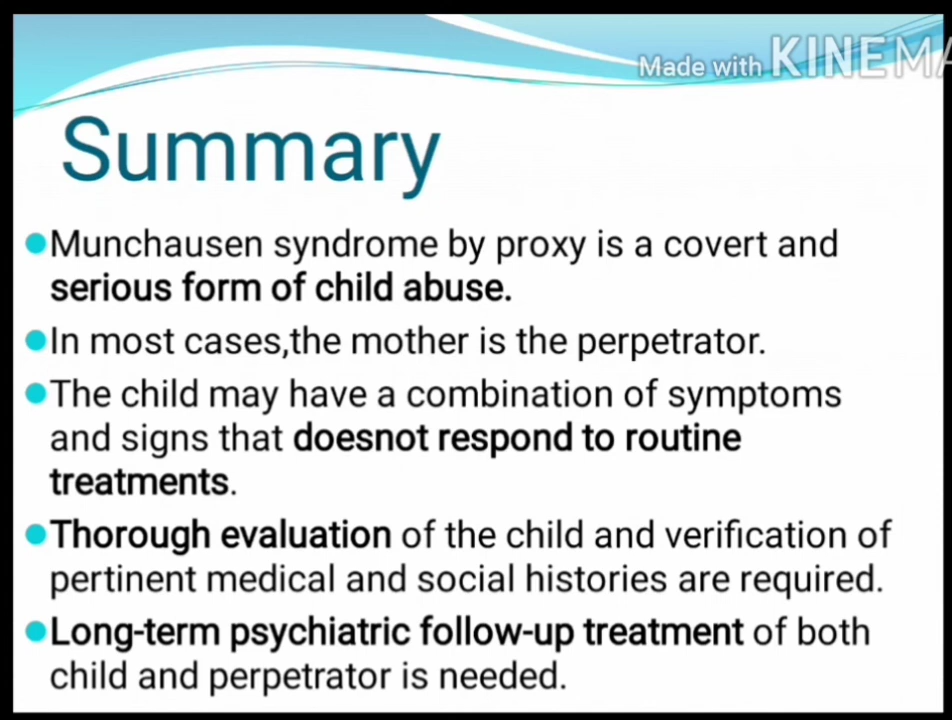 Made with KINEMA
Summary
Munchausen syndrome by proxy is a covert and
serious form of child abuse.
In most cases,the mother is the perpetrator.
The child may have a combination of symptoms
and signs that doesnot respond to routine
treatments.
Thorough evaluation of the child and verification of
pertinent medical and social histories are required.
Long-term psychiatric follow-up treatment of both
child and perpetrator is needed.